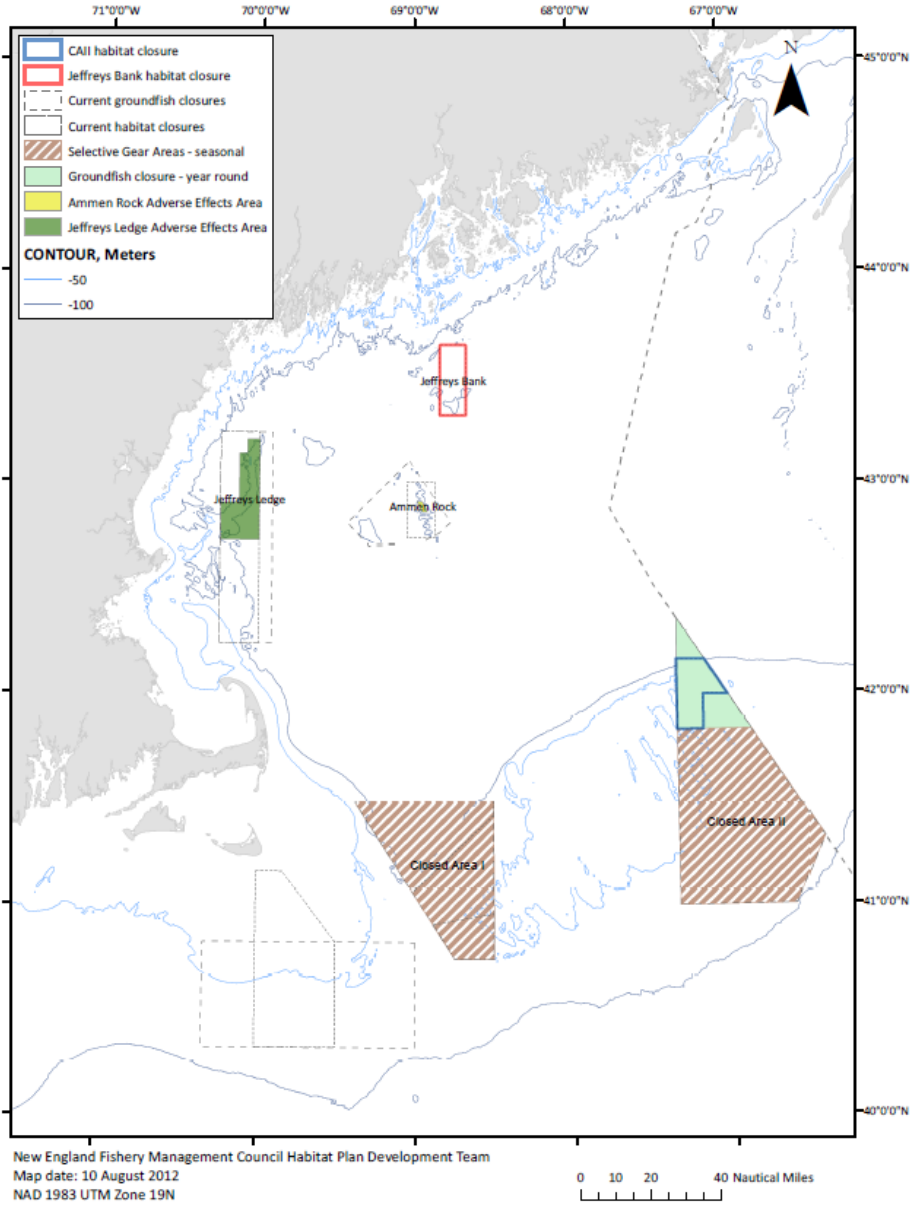 71°0'0"W 70°0'0"W 69°0'0"W 68°0'0"W 67°0'0"W
CAII habitat closure
Jeffreys Bank habitat closure
Current groundfish closures
Current habitat closures
Selective Gear Areas - seasonal
Groundfish closure - year round
Ammen Rock Adverse Effects Area
Jeffreys Ledge Adverse Effects Area
CONTOUR, Meters
-50
-100
N
45°0'0"N
44°0'0"N
Jeffreys Bank
43°0'0"N
Jeffreys Ledge
Ammen Rock
42°0'0"N
Closed Area II
Closed Area I
41°0'0"N
40°0'0"N
New England Fishery Management Council Habitat Plan Development Team
Map date: 10 August 2012
NAD 1983 UTM Zone 19N
0 10 20 40 Nautical Miles